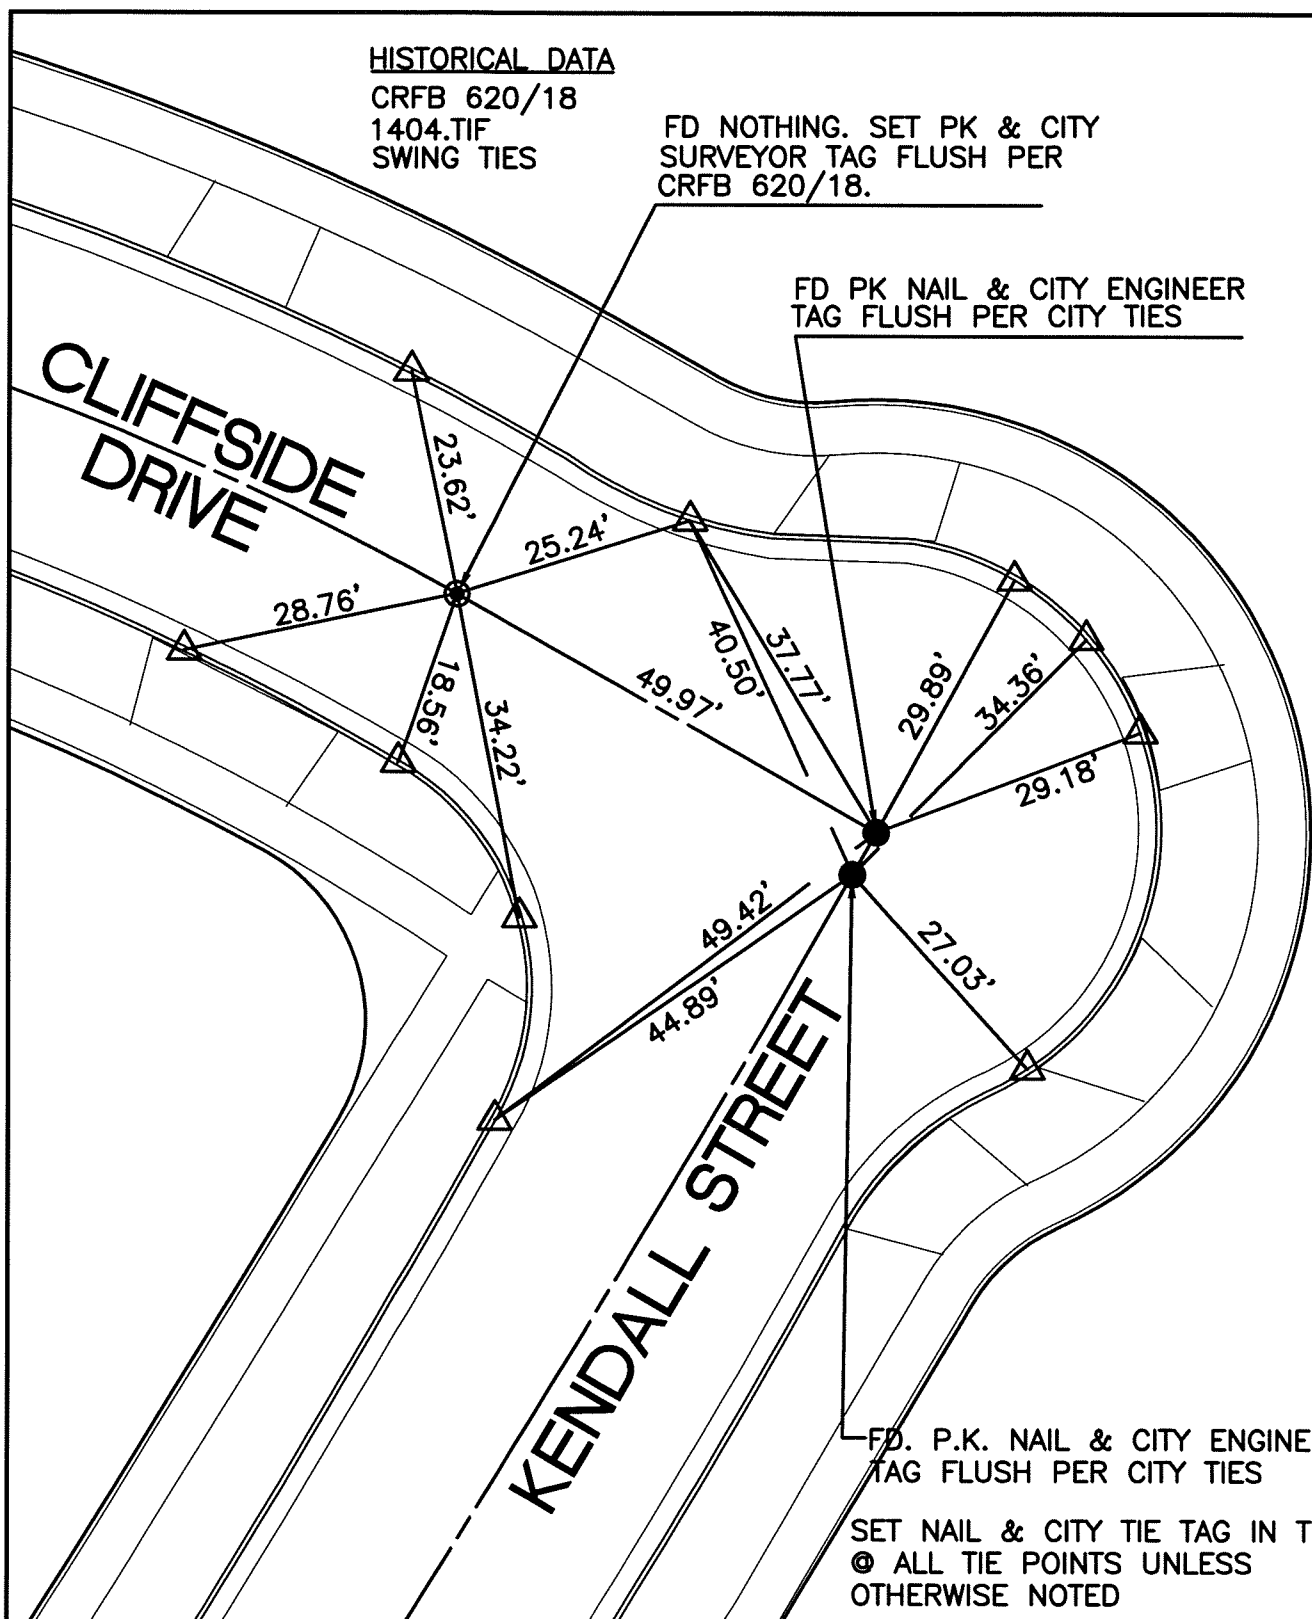 HISTORICAL DATA
CRFB 620/18
1404.TIF
SWING TIES
FD NOTHING. SET PK & CITY
SURVEYOR TAG FLUSH PER
CRFB 620/18.
FD PK NAIL & CITY ENGINEER
TAG FLUSH PER CITY TIES
CLIFFSIDE
DRIVE
23.62'
25.24'
28.76'
18.56'
34.22'
49.97'
40.50'
37.77'
29.89'
34.36'
29.18'
49.42'
44.89'
27.03'
KENDALL STREET
FD. P.K. NAIL & CITY ENGINE
TAG FLUSH PER CITY TIES
SET NAIL & CITY TIE TAG IN T
@ ALL TIE POINTS UNLESS
OTHERWISE NOTED